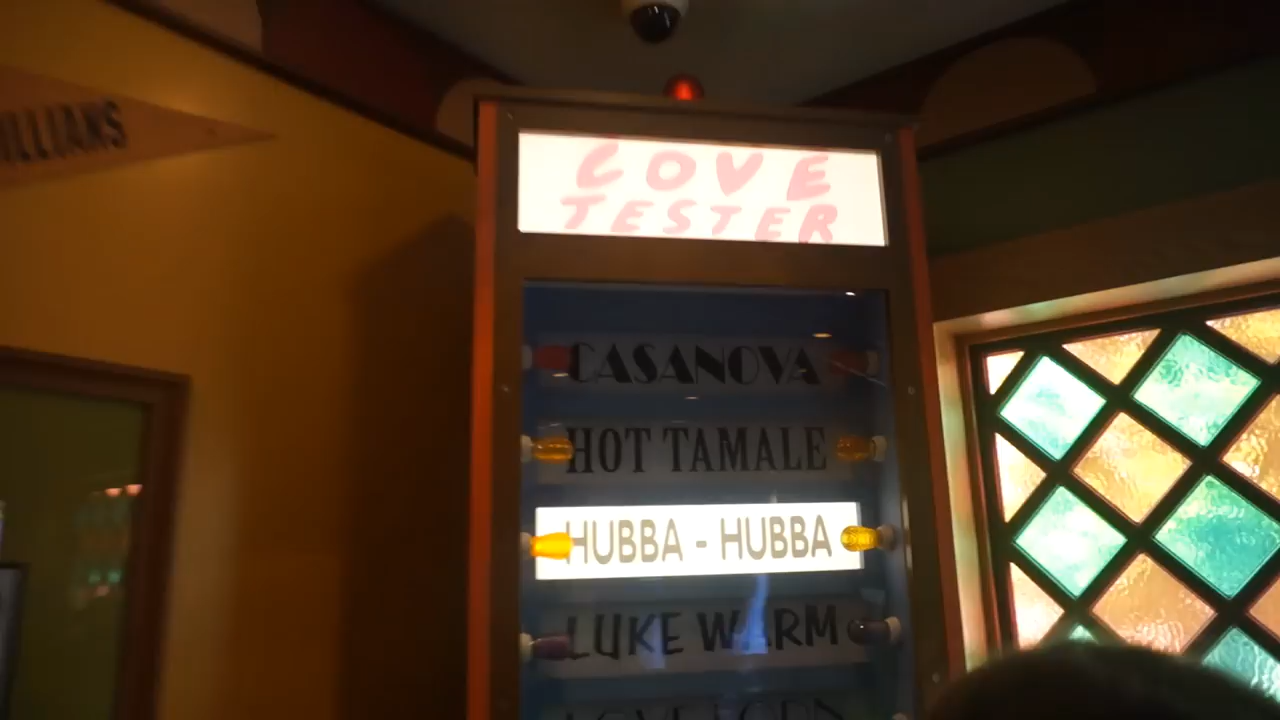 LOVE
TESTER
CASANOVA
HOT TAMALE
HUBBA - HUBBA
LUKE WARM